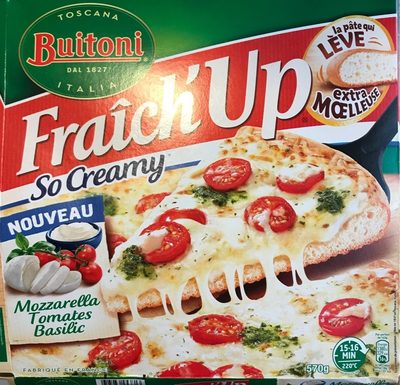 TOSCANA
Buitoni
DAL 1827
ITALIA
la pâte qui
LÈVE
extra
MŒLLEUSE
Fraîch'Up
So Creamy
NOUVEAU
Mozzarella
Tomates
Basilic
15-16
MIN
220°C
570g
FABRIQUÉ EN FRANCE